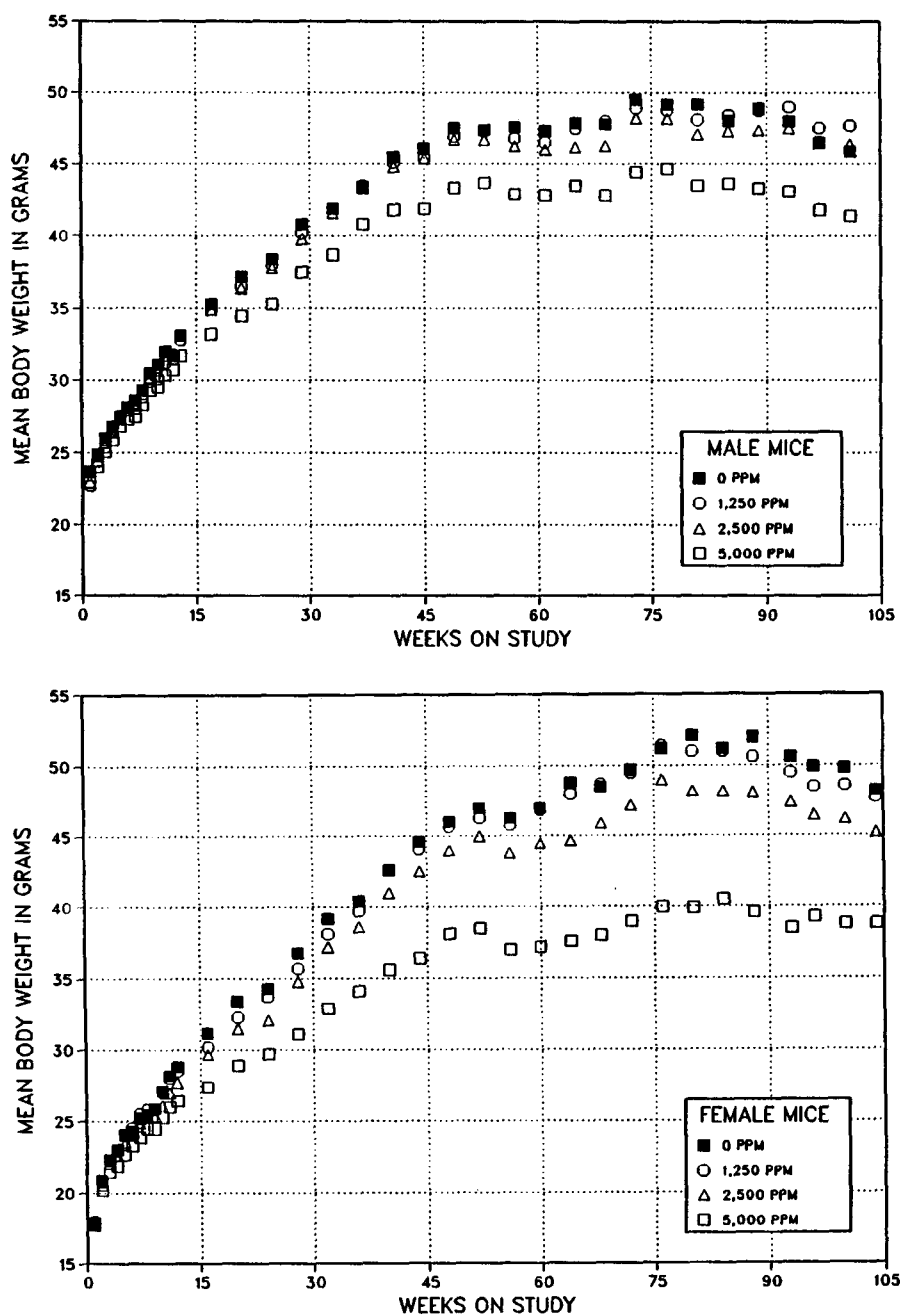 55
50
45
40
35
30
25
20
15
MEAN BODY WEIGHT IN GRAMS
MALE MICE
0 PPM
1,250 PPM
2,500 PPM
5,000 PPM
0 15 30 45 60 75 90 105
WEEKS ON STUDY
55
50
45
40
35
30
25
20
15
MEAN BODY WEIGHT IN GRAMS
FEMALE MICE
0 PPM
1,250 PPM
2,500 PPM
5,000 PPM
0 15 30 45 60 75 90 105
WEEKS ON STUDY